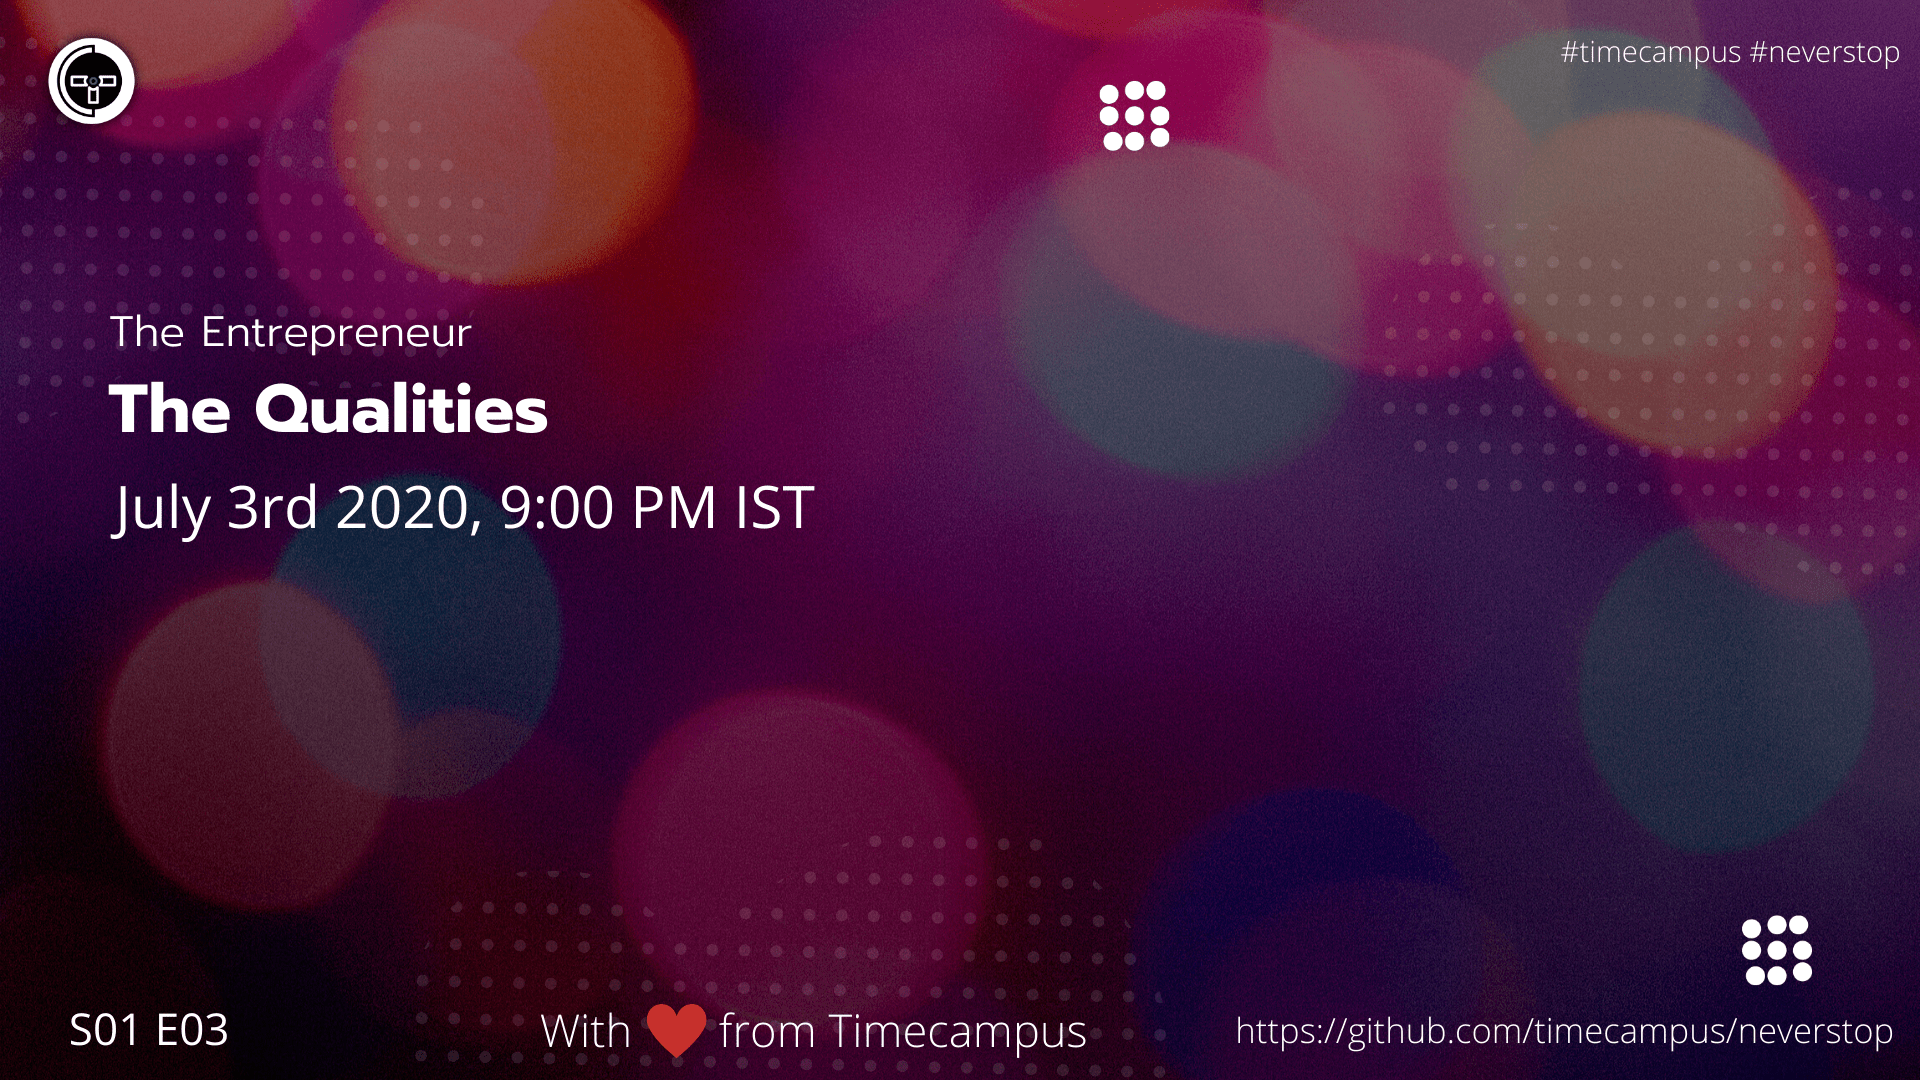 #timecampus #neverstop
The Entrepreneur
The Qualities
July 3rd 2020, 9:00 PM IST
S01 E03
With ❤ from Timecampus
https://github.com/timecampus/neverstop